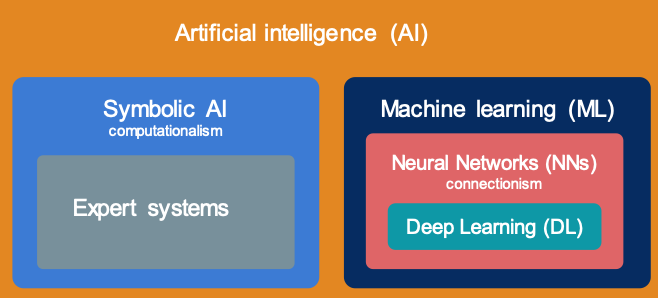 Artificial intelligence (AI)
Symbolic AI
computationalism
Expert systems
Machine learning (ML)
Neural Networks (NNs)
connectionism
Deep Learning (DL)